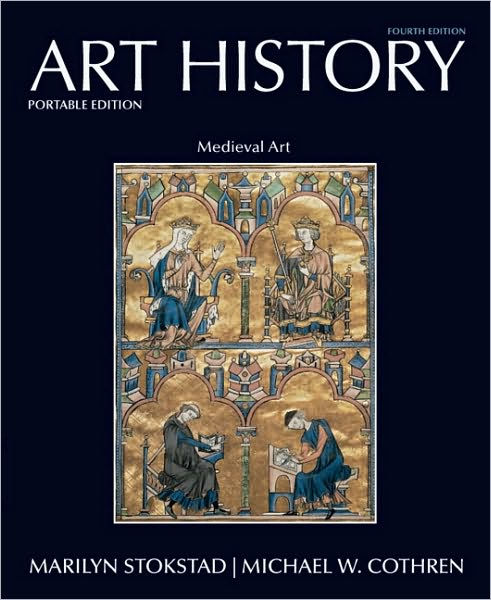 FOURTH EDITION
ART HISTORY
PORTABLE EDITION
Medieval Art
MARILYN STOKSTAD | MICHAEL W. COTHREN